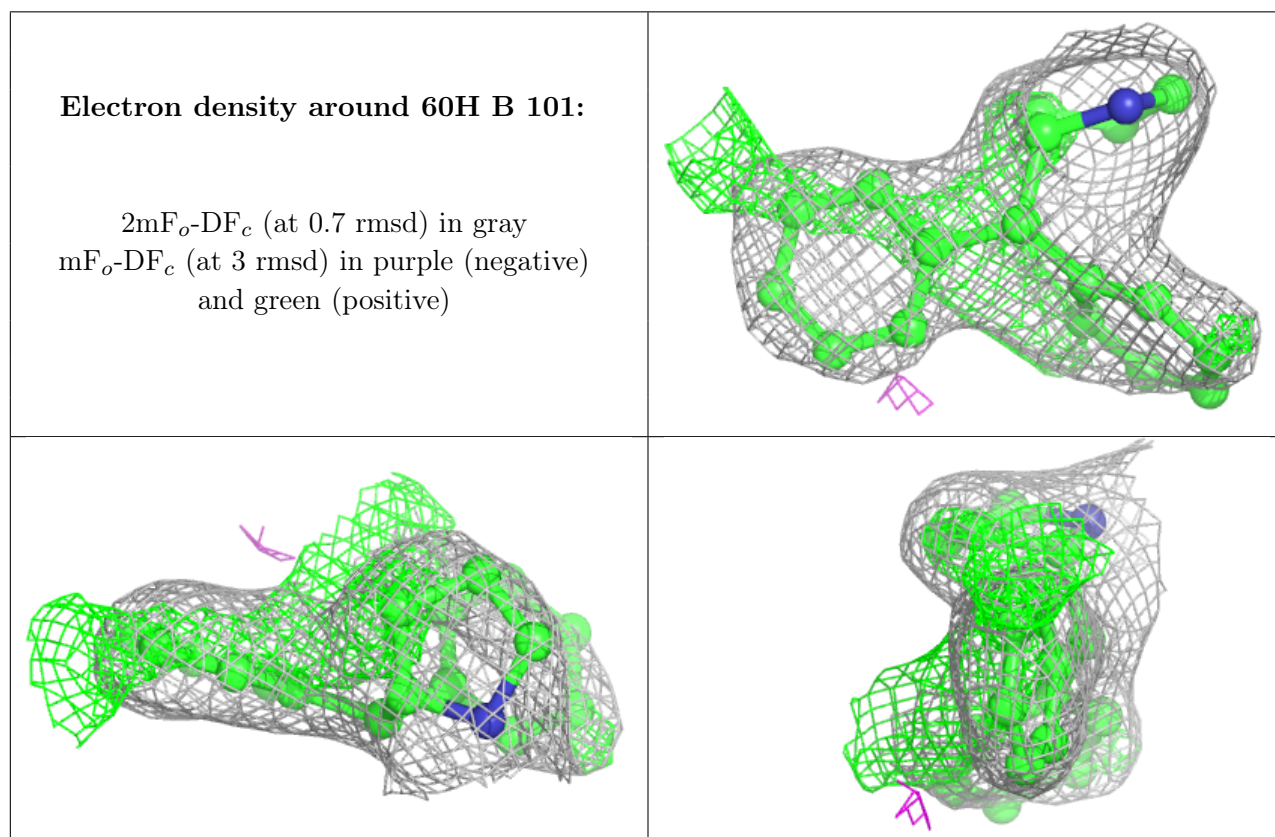 Electron density around 60H B 101:
2mFo-DFc (at 0.7 rmsd) in gray
mFo-DFc (at 3 rmsd) in purple (negative)
and green (positive)